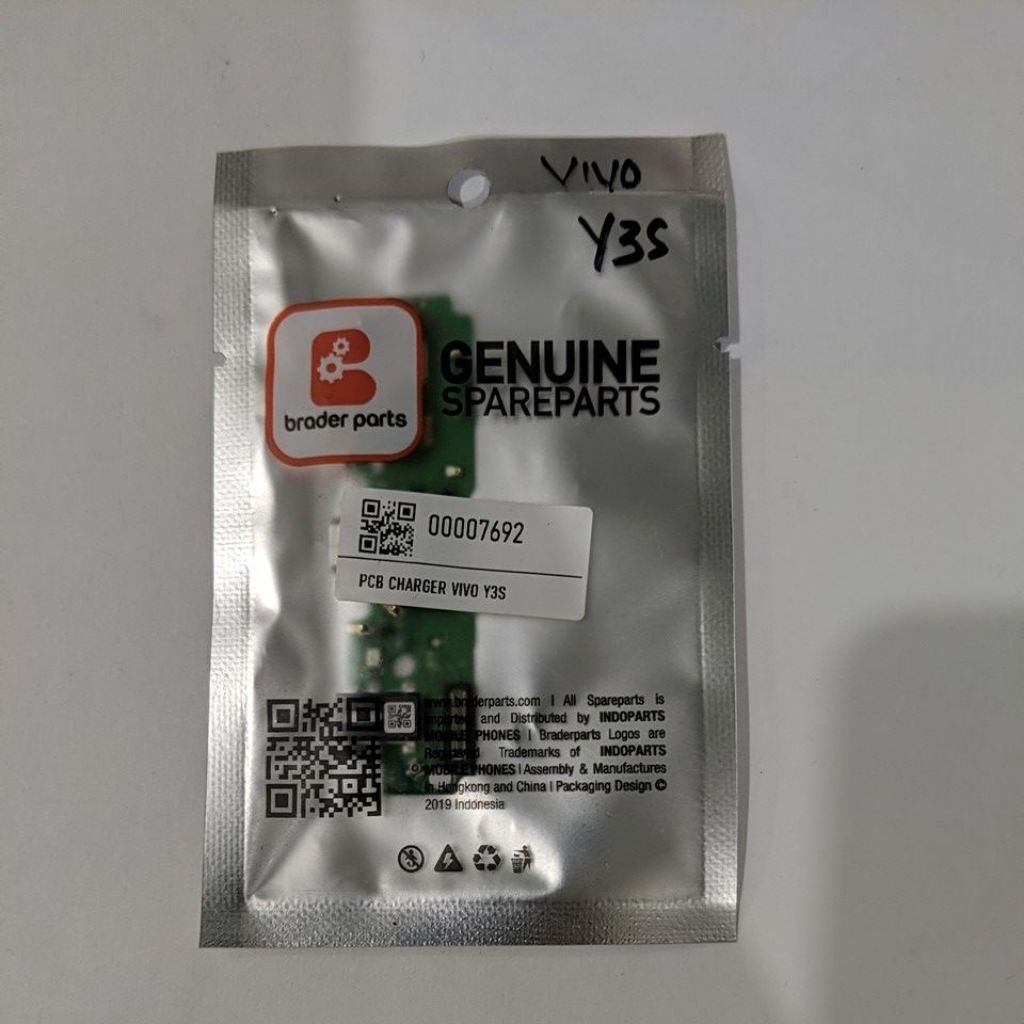 VIVO
Y3S
GENUINE
SPAREPARTS
brader parts
00007692
PCB CHARGER VIVO Y3S
www.braderparts.com | All Spareparts is
Imported and Distributed by INDOPARTS
MOBILE PHONES | Braderparts Logos are
Registered Trademarks of INDOPARTS
MOBILE PHONES | Assembly & Manufactures
in Hongkong and China | Packaging Design ©
2019 Indonesia